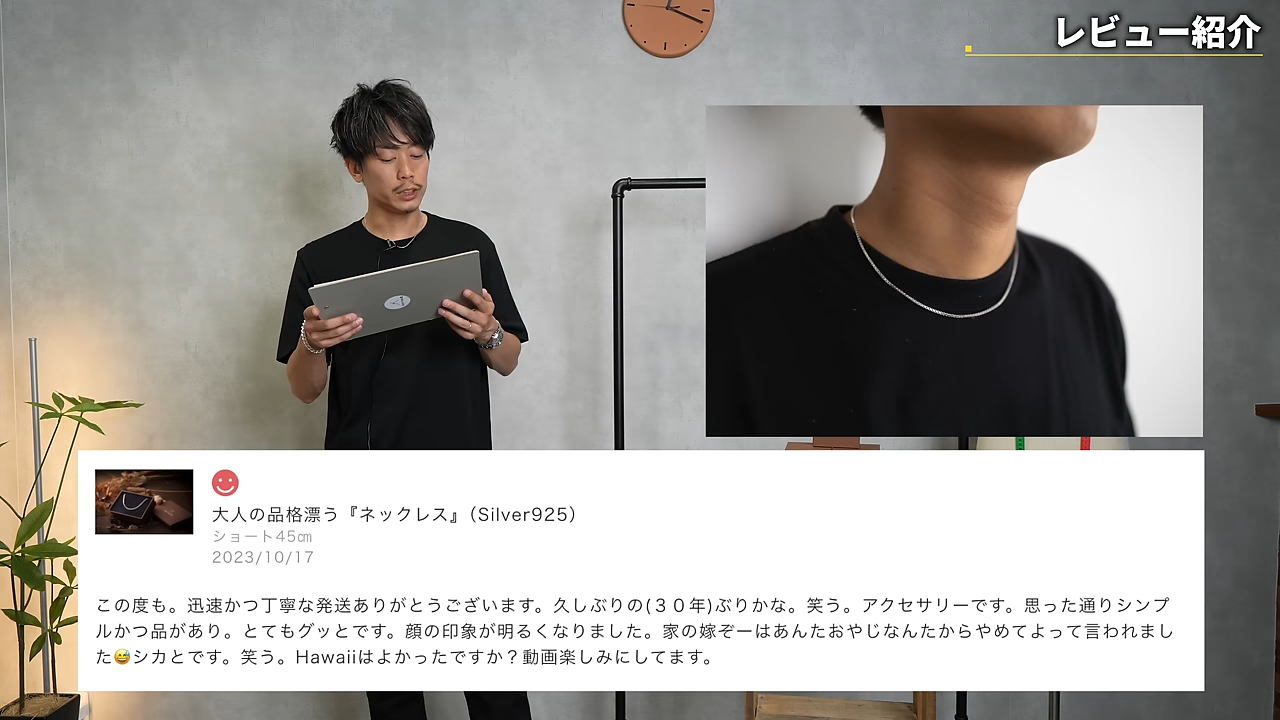 レビュー紹介
大人の品格漂う『ネックレス』（Silver925）
ショート45㎝
2023/10/17
この度も。迅速かつ丁寧な発送ありがとうございます。久しぶりの(３０年)ぶりかな。笑う。アクセサリーです。思った通りシンプ
ルかつ品があり。とてもグッとです。顔の印象が明るくなりました。家の嫁ぞーはあんたおやじなんたからやめてよって言われまし
た😅シカとです。笑う。Hawaiiはよかったですか？動画楽しみにしてます。